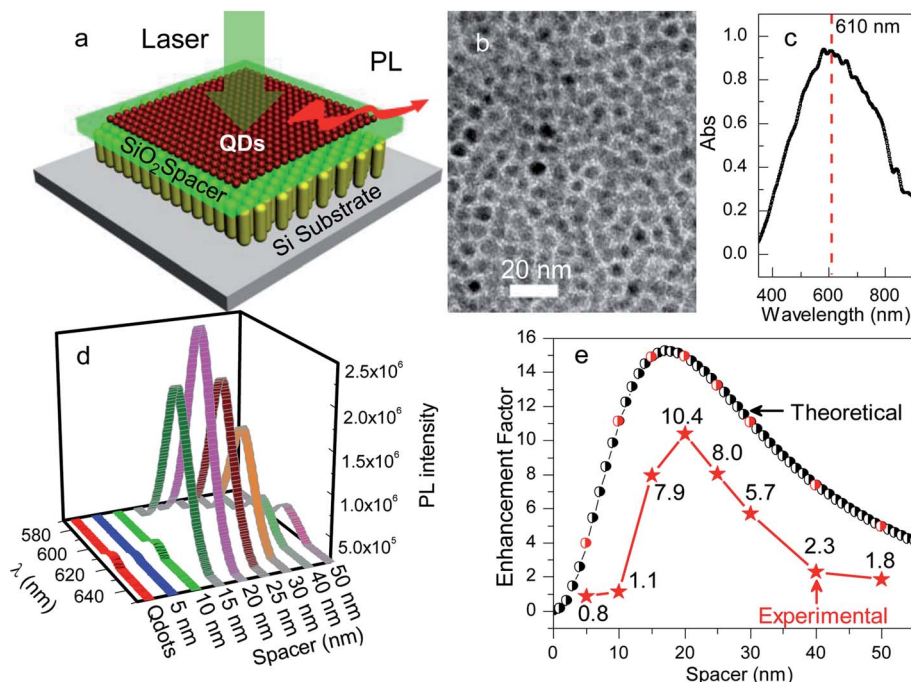 a
Laser
PL
QDs
SiO2 Spacer
Si Substrate
b
20 nm
c
610 nm
1.0
0.8
0.6
0.4
0.2
0.0
Abs
400 600 800
Wavelength (nm)
d
2.5x10^6
2.0x10^6
1.5x10^6
1.0x10^6
5.0x10^5
PL intensity
580
600
620
640
λ (nm)
Qdots
5 nm
10 nm
15 nm
20 nm
25 nm
30 nm
40 nm
50 nm
Spacer (nm)
e
16
14
12
10
8
6
4
2
0
Enhancement Factor
Theoretical
10.4
8.0
7.9
5.7
2.3
1.8
1.1
0.8
Experimental
0 10 20 30 40 50
Spacer (nm)